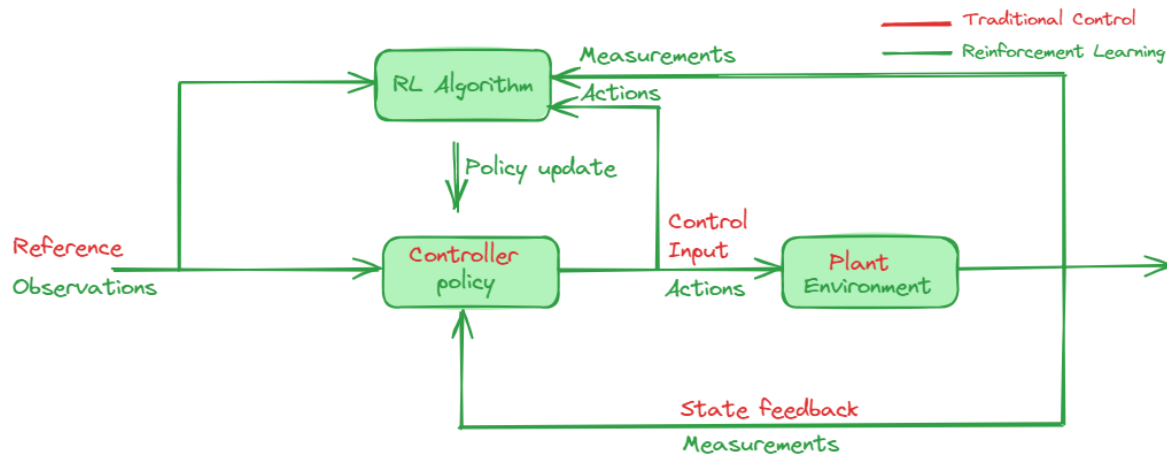 Traditional Control
Reinforcement Learning
Measurements
RL Algorithm
Actions
Policy update
Reference
Observations
Controller
policy
Control
Input
Actions
Plant
Environment
State feedback
Measurements